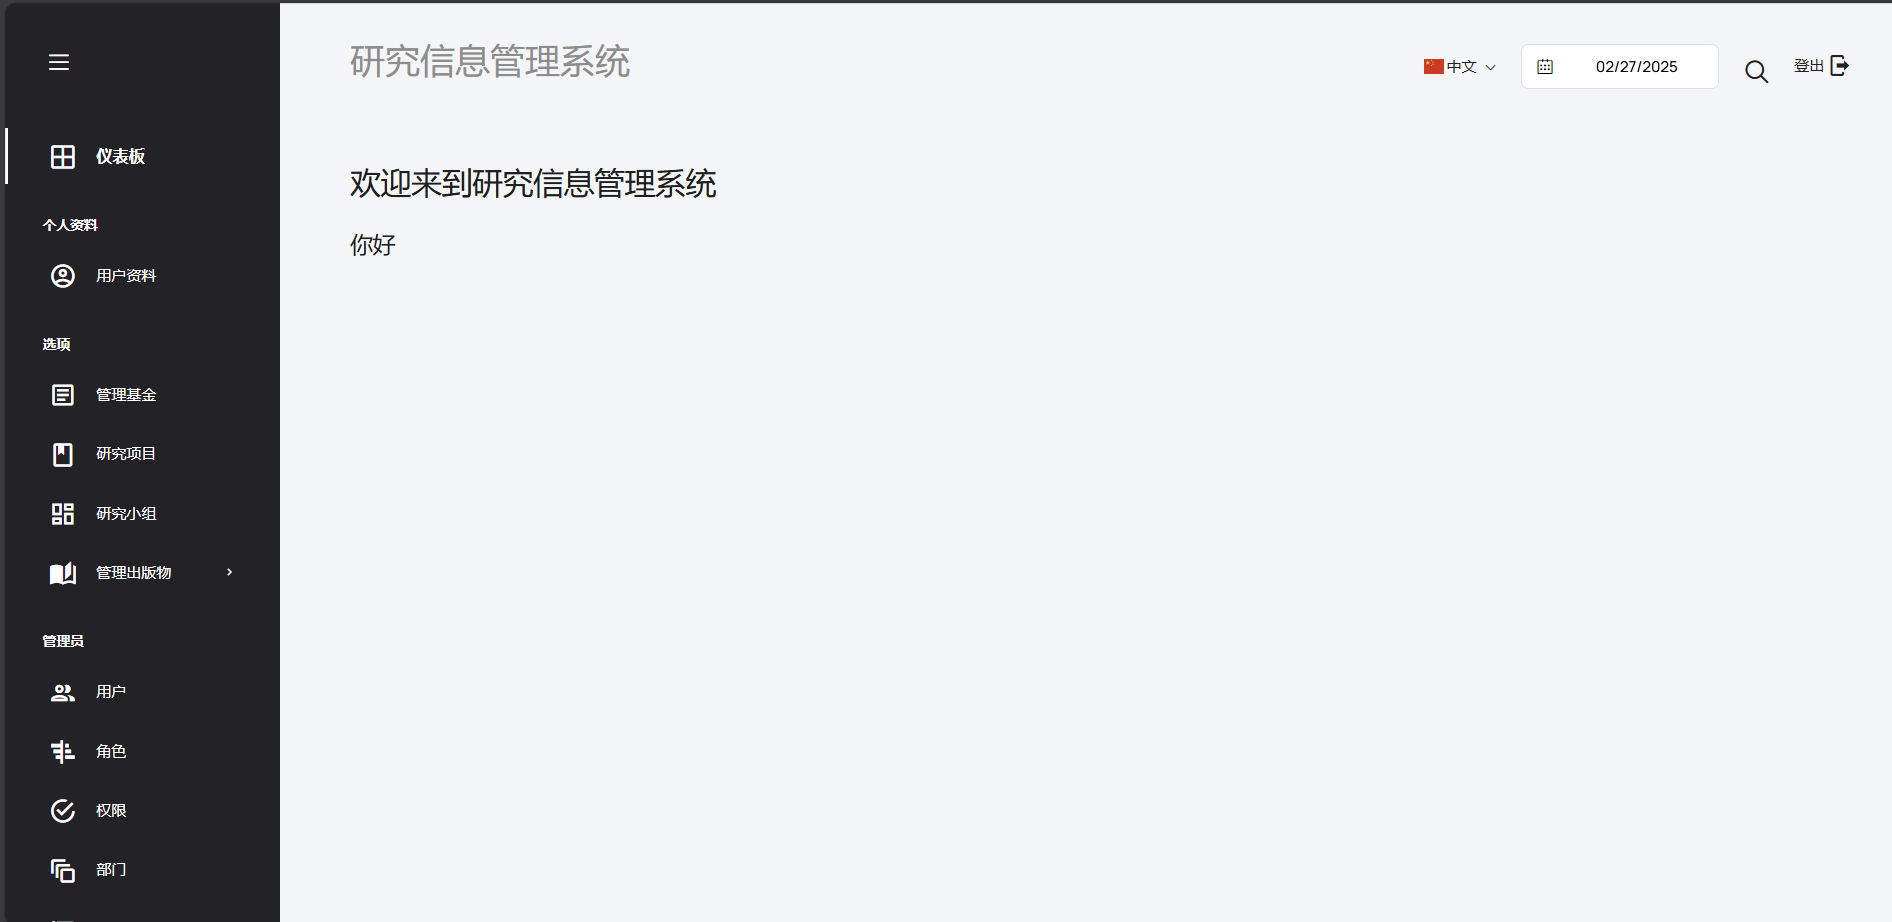 研究信息管理系统
中文
02/27/2025
登出
仪表板
个人资料
用户资料
选项
管理基金
研究项目
研究小组
管理出版物
管理员
用户
角色
权限
部门
欢迎来到研究信息管理系统
你好